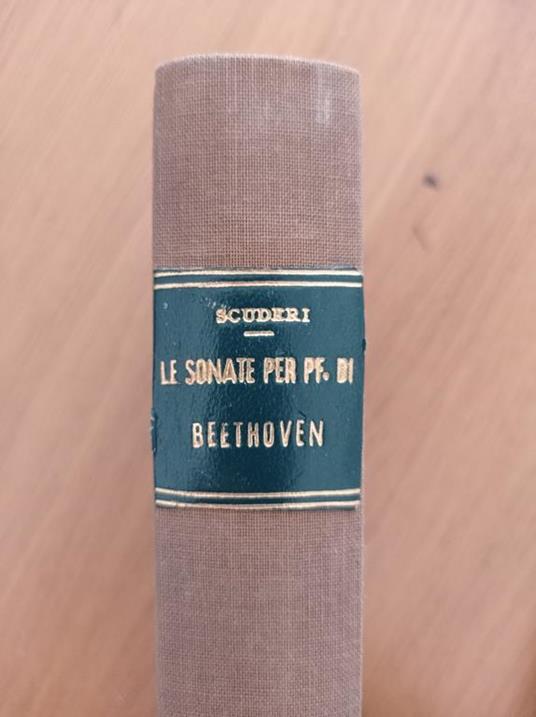 SCUDERI
LE SONATE PER PF. DI
BEETHOVEN